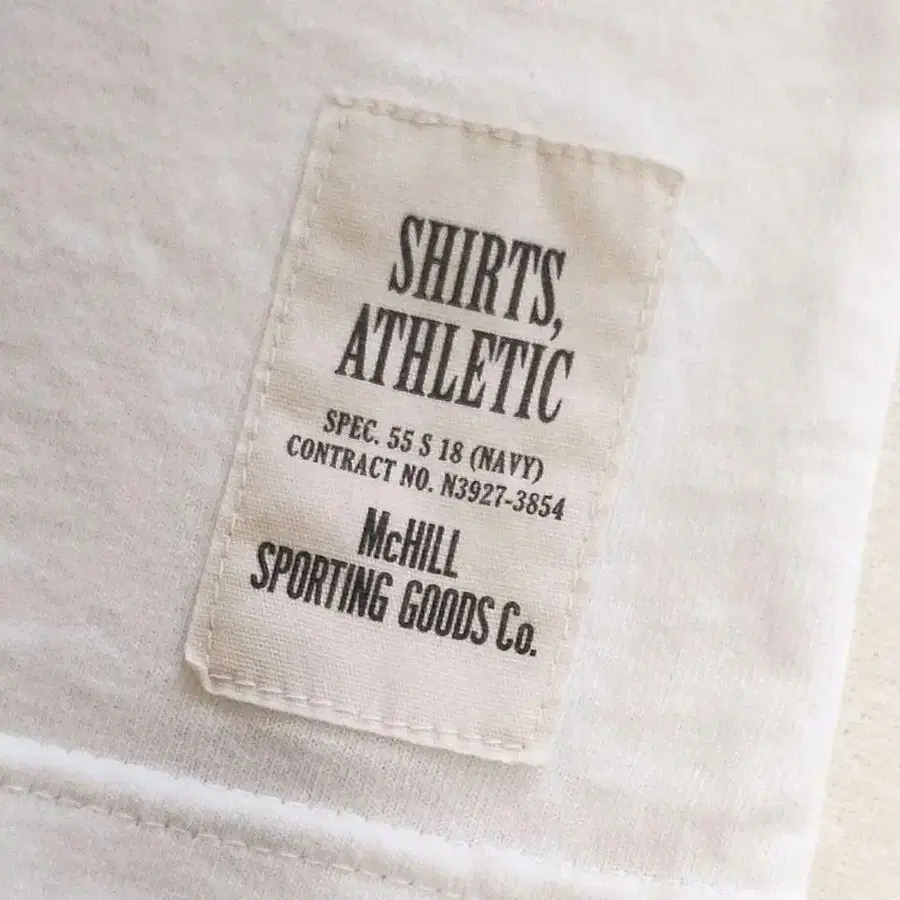 SHIRTS,
ATHLETIC
SPEC. 55 S 18 (NAVY)
CONTRACT NO. N3927-3854
McHILL
SPORTING GOODS Co.